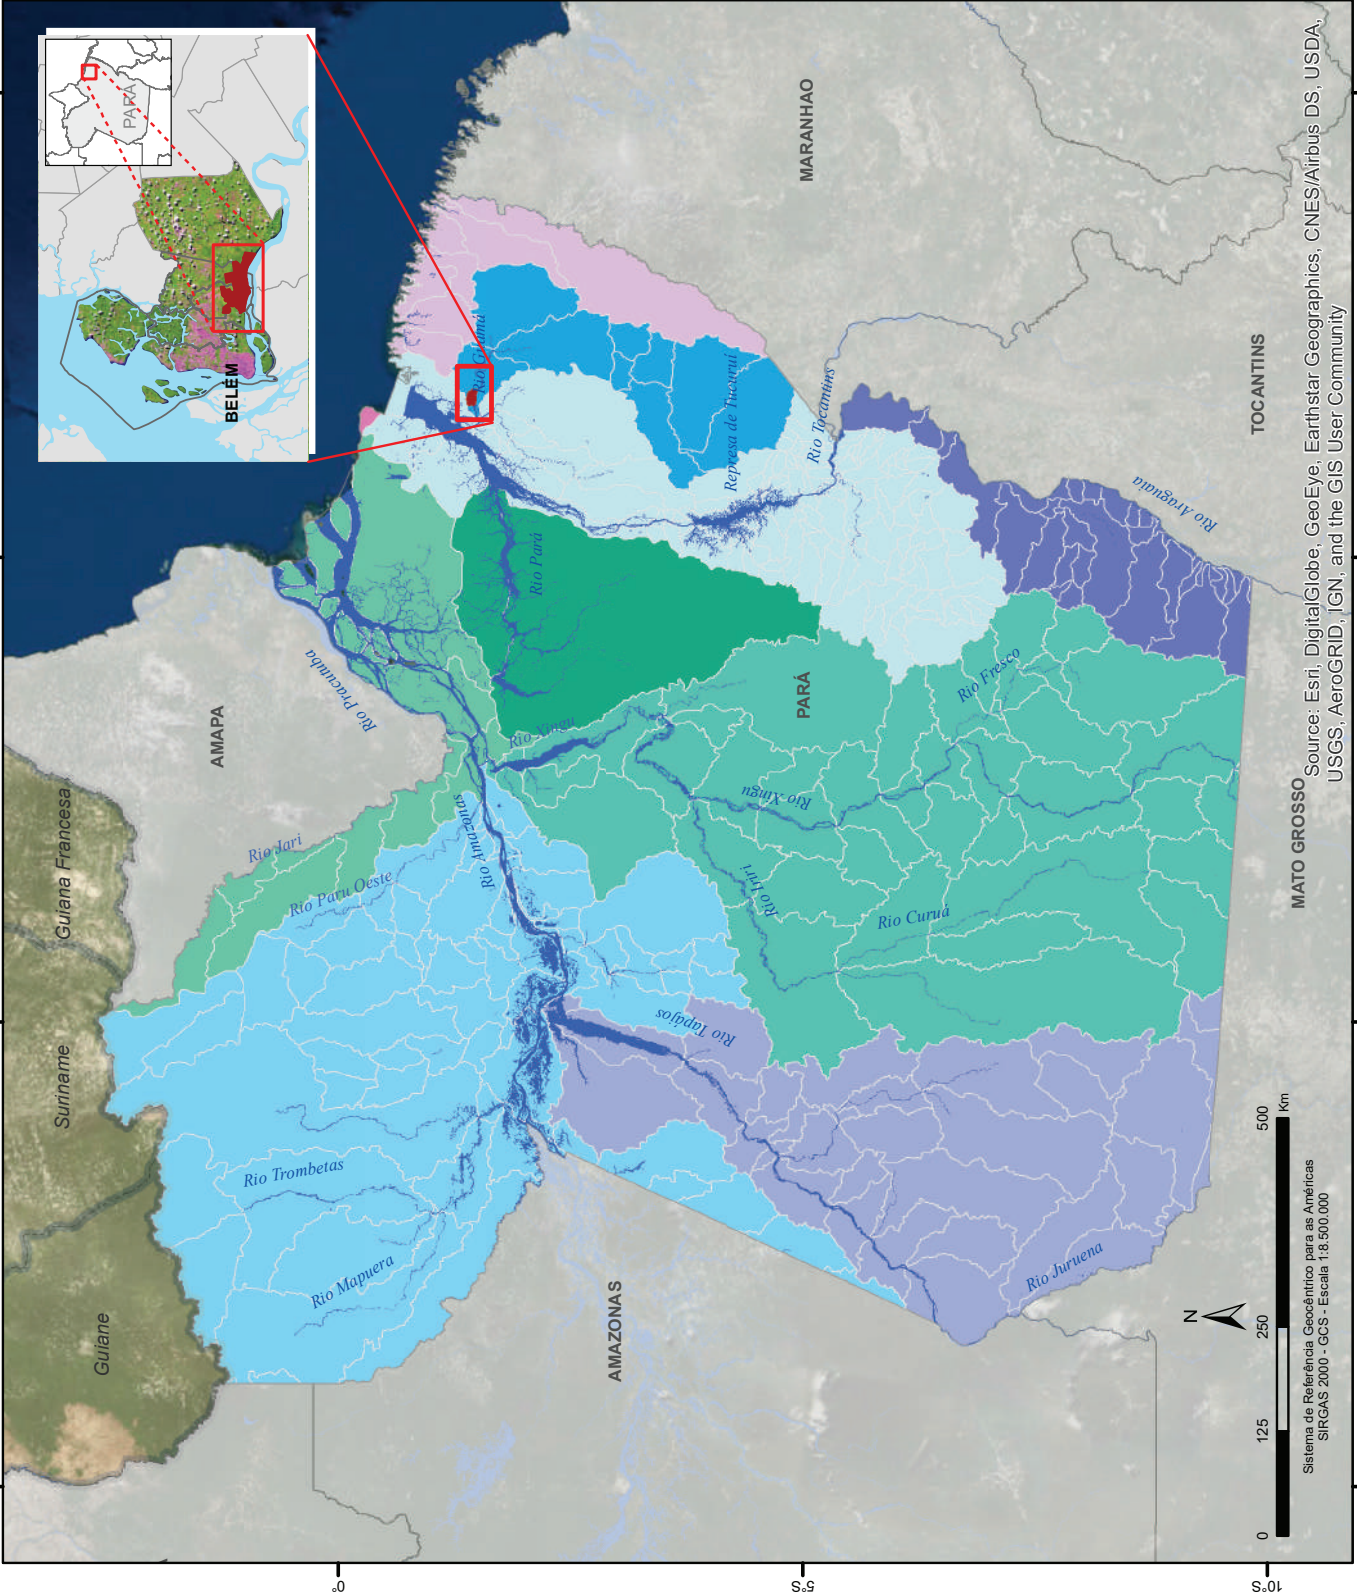 PARÁ
BELÉM
Guiane
Suriname
Guiana Francesa
AMAPA
AMAZONAS
PARÁ
MARANHAO
TOCANTINS
MATO GROSSO
Rio Mapuera
Rio Trombetas
Rio Paru Oeste
Rio Jari
Rio Amazonas
Rio Pracumba
Rio Xingu
Rio Pará
Rio Guamá
Represa de Tucuruí
Rio Tocantins
Rio Araguaia
Rio Fresco
Rio Xingu
Rio Iriri
Rio Curuá
Rio Tapájos
Rio Juruena
N
0 125 250 500
Km
Sistema de Referência Geocêntrico para as Américas
SIRGAS 2000 - GCS - Escala 1:8.500.000
Source: Esri, DigitalGlobe, GeoEye, Earthstar Geographics, CNES/Airbus DS, USDA,
USGS, AeroGRID, IGN, and the GIS User Community
0°
5°S
10°S